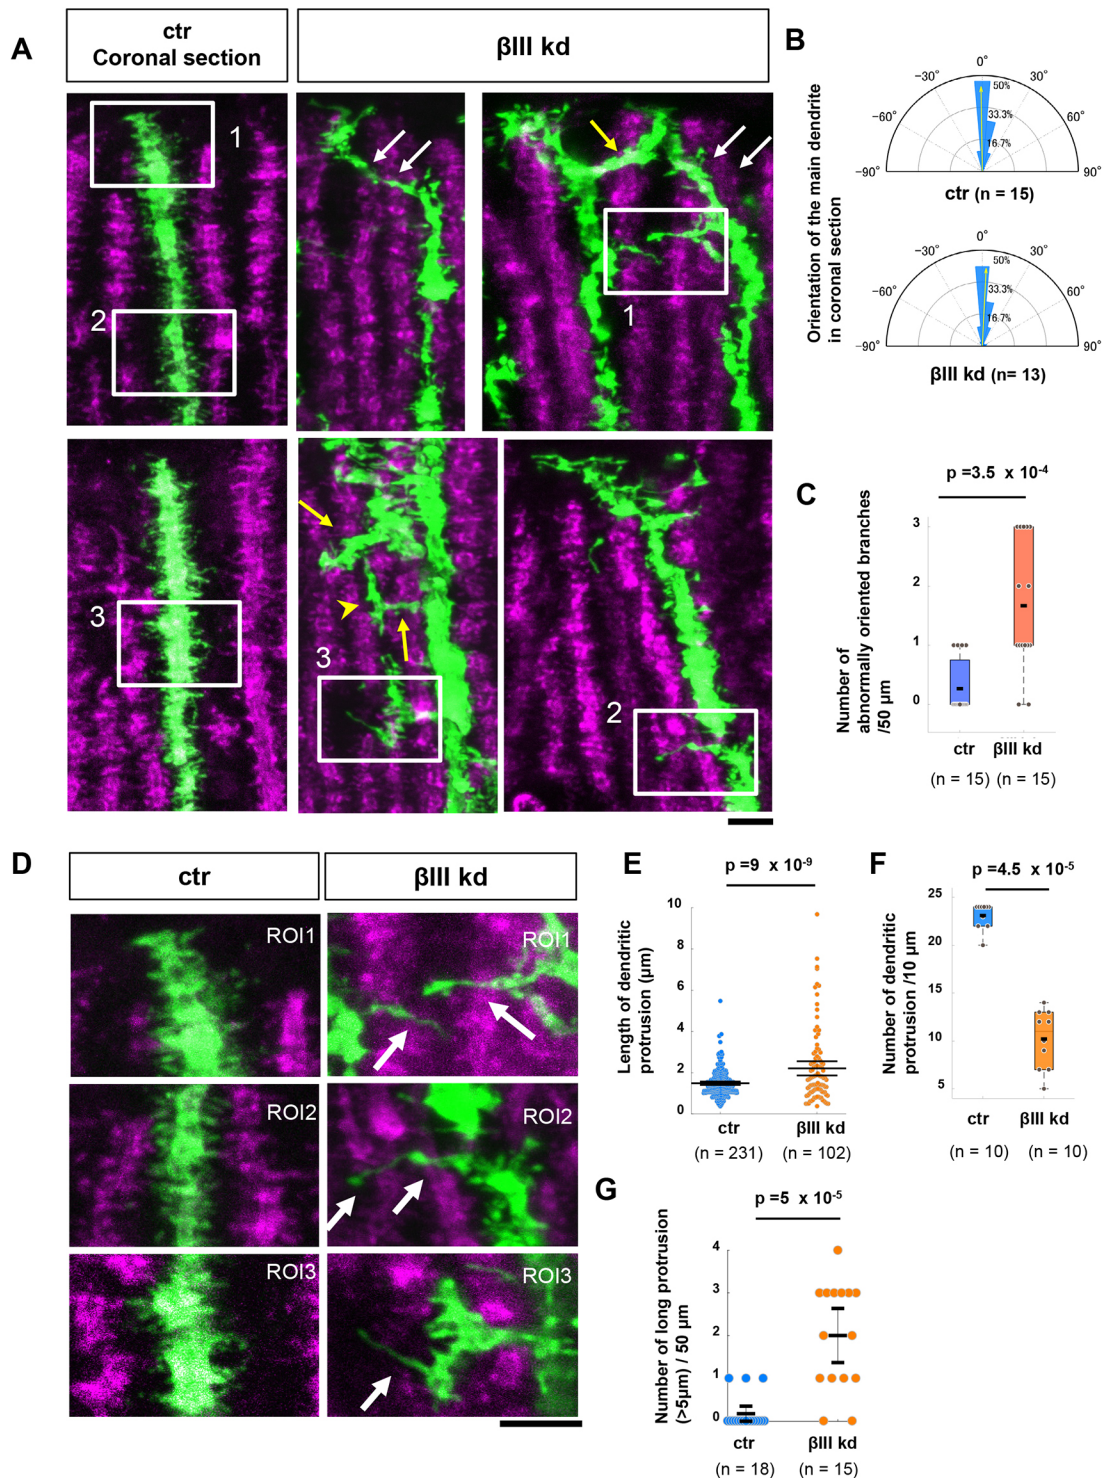 A
ctr
Coronal section
βIII kd
1
2
1
3
3
2
B
Orientation of the main dendrite
in coronal section
0°
−30°
30°
−60°
60°
−90°
90°
50%
33.3%
16.7%
ctr (n = 15)
0°
−30°
30°
−60°
60°
−90°
90°
50%
33.3%
16.7%
βIII kd (n= 13)
C
p =3.5 x 10-4
Number of
abnormally oriented branches
/50 µm
3
2
1
0
ctr
βIII kd
(n = 15)
(n = 15)
D
ctr
βIII kd
ROI1
ROI1
ROI2
ROI2
ROI3
ROI3
E
p =9 x 10-9
Length of dendritic
protrusion (µm)
10
8
6
4
2
0
ctr
βIII kd
(n = 231)
(n = 102)
F
p =4.5 x 10-5
Number of dendritic
protrusion /10 µm
25
20
15
10
5
ctr
βIII kd
(n = 10)
(n = 10)
G
p =5 x 10-5
Number of long protrusion
(>5µm) / 50 µm
4
3
2
1
0
ctr
βIII kd
(n = 18)
(n = 15)